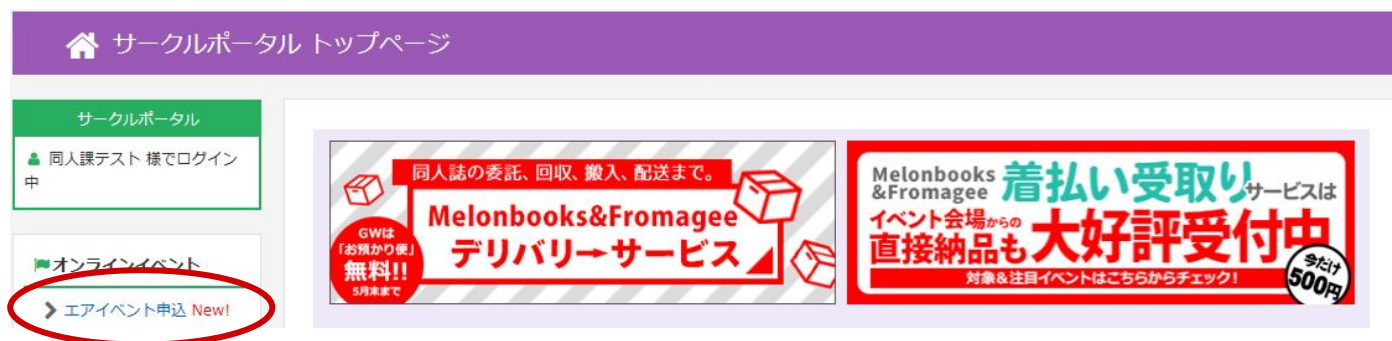 サークルポータル トップページ
サークルポータル
同人課テスト 様でログイン
中
オンラインイベント
エアイベント申込 New!
同人誌の委託、回収、搬入、配送まで。
Melonbooks&Fromagee
デリバリーサービス
GWは
「お預かり便」
無料!!
5月末まで
Melonbooks
&Fromagee
着払い受取りサービスは
イベント会場からの
直接納品も大好評受付中
対象&注目イベントはこちらからチェック!
今だけ
500円